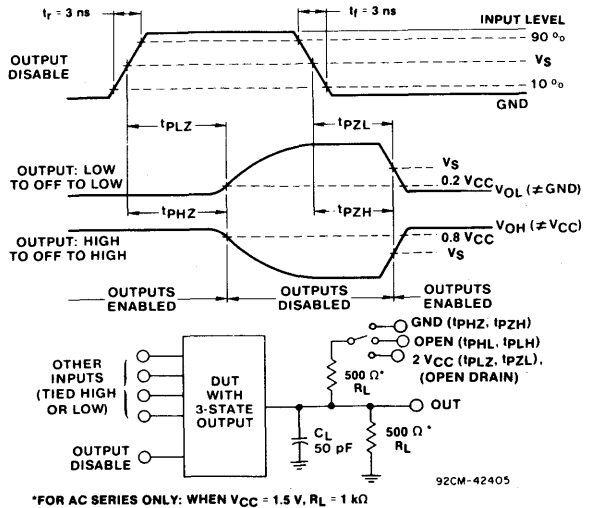 tr = 3 ns
tf = 3 ns
INPUT LEVEL
90 %
OUTPUT
DISABLE
VS
10 %
GND
tPLZ
tPZL
OUTPUT: LOW
TO OFF TO LOW
VS
0.2 VCC
VOL (≠GND)
tPHZ
tPZH
OUTPUT: HIGH
TO OFF TO HIGH
VOH (≠VCC)
0.8 VCC
VS
OUTPUTS
ENABLED
OUTPUTS
DISABLED
OUTPUTS
ENABLED
GND (tPHZ, tPZH)
OPEN (tPHL, tPLH)
2 VCC (tPLZ, tPZL),
(OPEN DRAIN)
OTHER
INPUTS
(TIED HIGH
OR LOW)
OUTPUT
DISABLE
DUT
WITH
3-STATE
OUTPUT
500 Ω*
RL
OUT
CL
50 pF
500 Ω*
RL
92CM-42405
*FOR AC SERIES ONLY: WHEN VCC = 1.5 V, RL = 1 kΩ